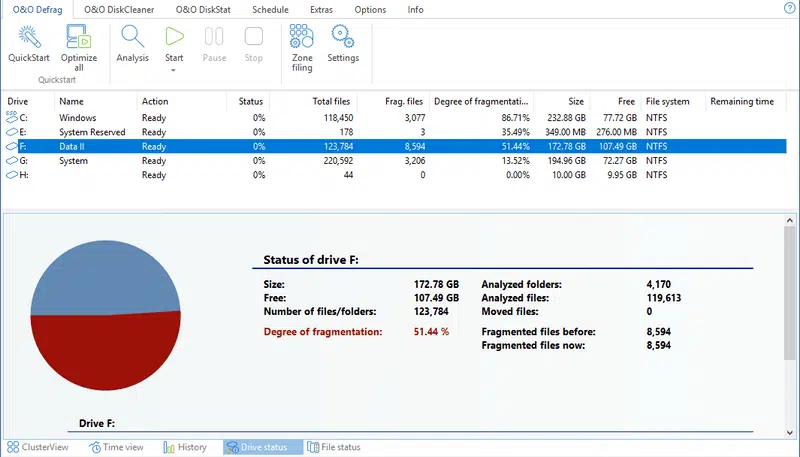 O&O Defrag O&O DiskCleaner O&O DiskStat Schedule Extras Options Info
QuickStart Optimize all Analysis Start Pause Stop Zone filing Settings
Quickstart
Drive Name Action Status Total files Frag. files Degree of fragmentati... Size Free File system Remaining time
SSD C: Windows Ready 0% 118,450 3,077 86.71% 232.88 GB 77.72 GB NTFS
E: System Reserved Ready 0% 178 3 35.49% 349.00 MB 276.00 MB NTFS
F: Data II Ready 0% 123,784 8,594 51.44% 172.78 GB 107.49 GB NTFS
G: System Ready 0% 220,592 3,206 13.52% 194.96 GB 72.27 GB NTFS
H: Ready 0% 44 0 0.00% 10.00 GB 9.95 GB NTFS
Status of drive F:
Size: 172.78 GB Analyzed folders: 4,170
Free: 107.49 GB Analyzed files: 119,613
Number of files/folders: 123,784 Moved files: 0
Degree of fragmentation: 51.44 % Fragmented files before: 8,594
Fragmented files now: 8,594
Drive F:
ClusterView Time view History Drive status File status